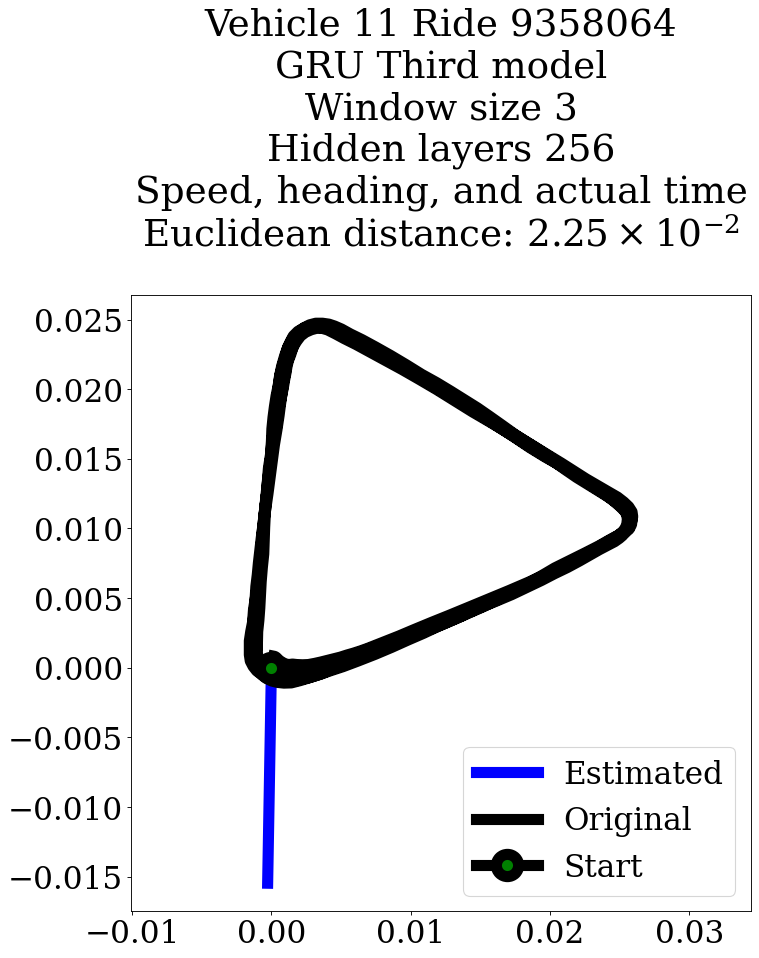 Vehicle 11 Ride 9358064
GRU Third model
Window size 3
Hidden layers 256
Speed, heading, and actual time
Euclidean distance: 2.25 × 10⁻²
0.025
0.020
0.015
0.010
0.005
0.000
−0.005
−0.010
−0.015
Estimated
Original
Start
−0.01 0.00 0.01 0.02 0.03